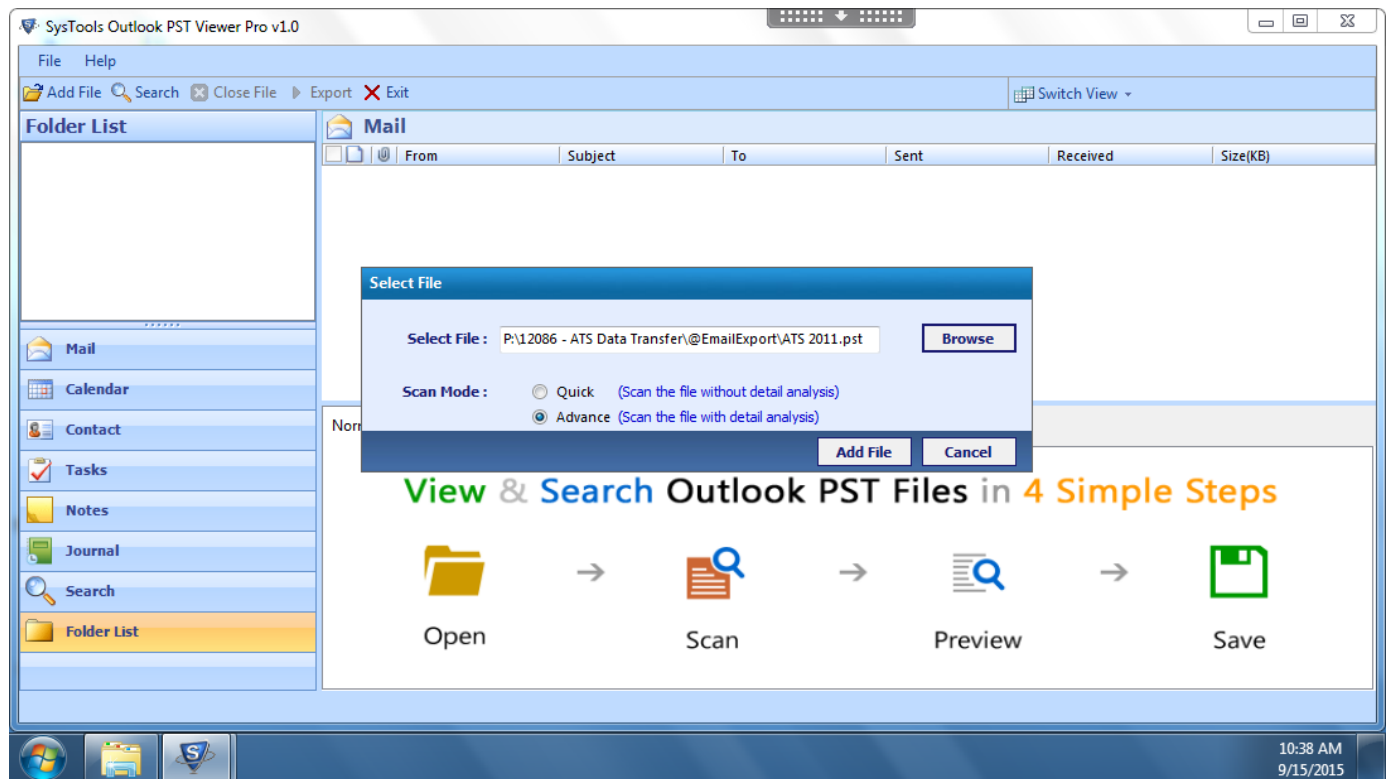 SysTools Outlook PST Viewer Pro v1.0
File Help
Add File Search Close File Export Exit Switch View
Folder List
Mail
From Subject To Sent Received Size(KB)
Select File
Select File : P:\12086 - ATS Data Transfer\@EmailExport\ATS 2011.pst Browse
Scan Mode : Quick (Scan the file without detail analysis)
Advance (Scan the file with detail analysis)
Add File Cancel
Mail
Calendar
Contact
Tasks
Notes
Journal
Search
Folder List
View & Search Outlook PST Files in 4 Simple Steps
Open → Scan → Preview → Save
10:38 AM
9/15/2015